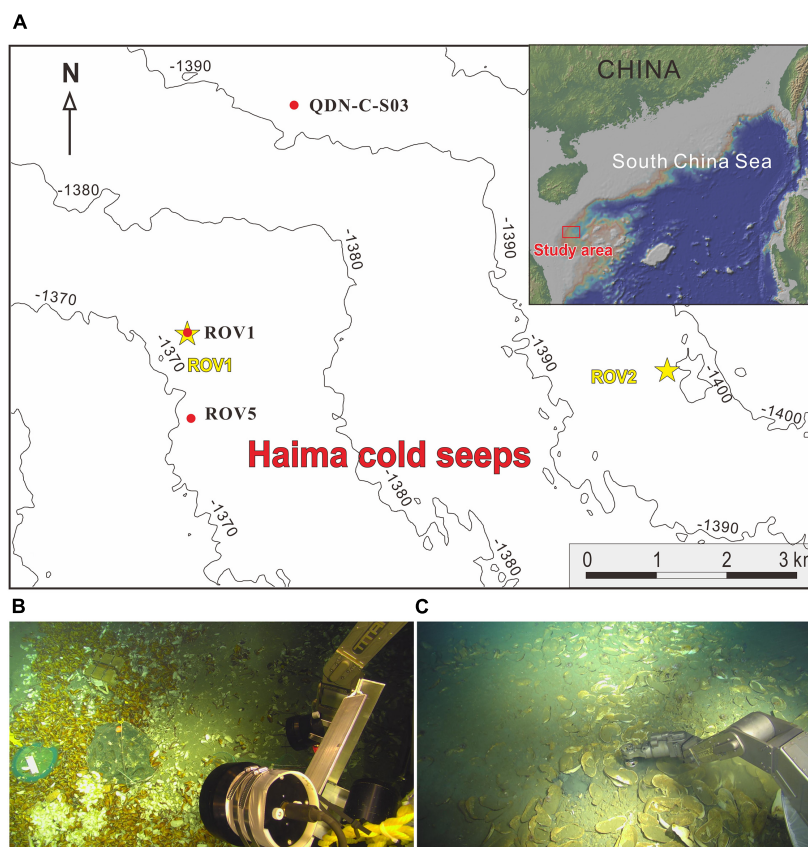 A
N
-1390
QDN-C-S03
CHINA
South China Sea
Study area
-1380
-1380
-1390
-1370
ROV1
ROV1
-1370
-1390
ROV2
-1400
-1400
ROV5
Haima cold seeps
-1370
-1380
-1380
-1390
0 1 2 3 km
B
C
TITAN